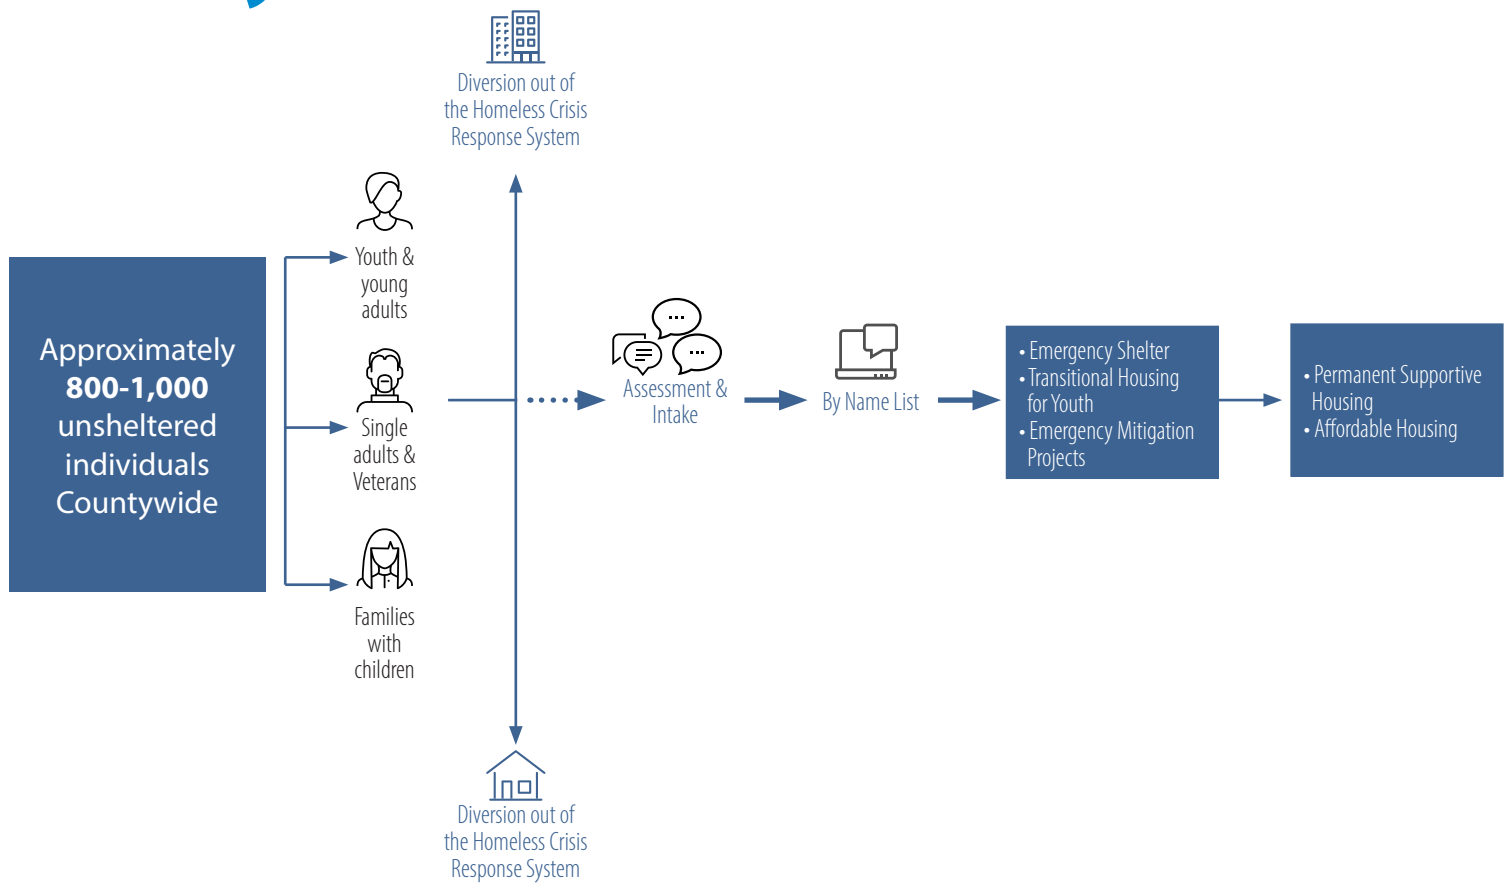 Diversion out of
the Homeless Crisis
Response System
Youth &
young
adults
Approximately
800-1,000
unsheltered
individuals
Countywide
Single
adults &
Veterans
Families
with
children
Assessment &
Intake
By Name List
• Emergency Shelter
• Transitional Housing
for Youth
• Emergency Mitigation
Projects
• Permanent Supportive
Housing
• Affordable Housing
Diversion out of
the Homeless Crisis
Response System